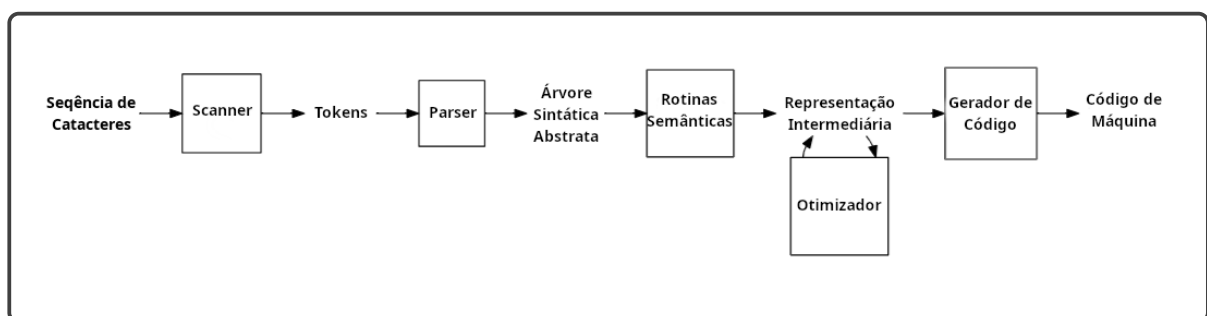 Seqência de
Catacteres
Scanner
Tokens
Parser
Árvore
Sintática
Abstrata
Rotinas
Semânticas
Representação
Intermediária
Otimizador
Gerador de
Código
Código de
Máquina